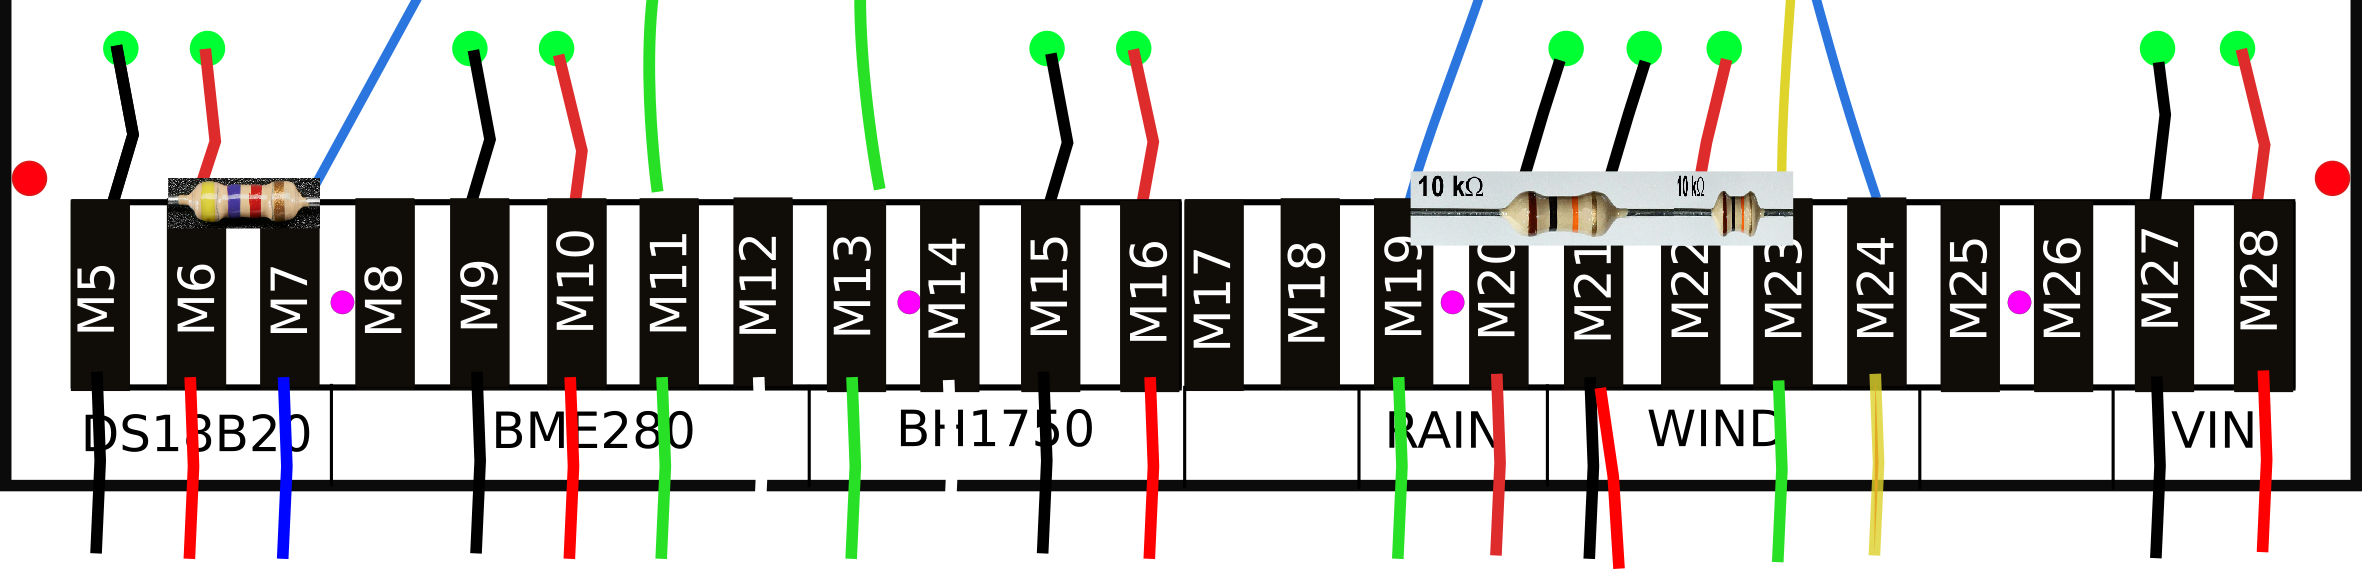 10 kΩ 10 kΩ
M5 M6 M7 M8 M9 M10 M11 M12 M13 M14 M15 M16 M17 M18 M19 M20 M21 M22 M23 M24 M25 M26 M27 M28
DS18B20 BME280 BH1750 RAIN WIND VIN